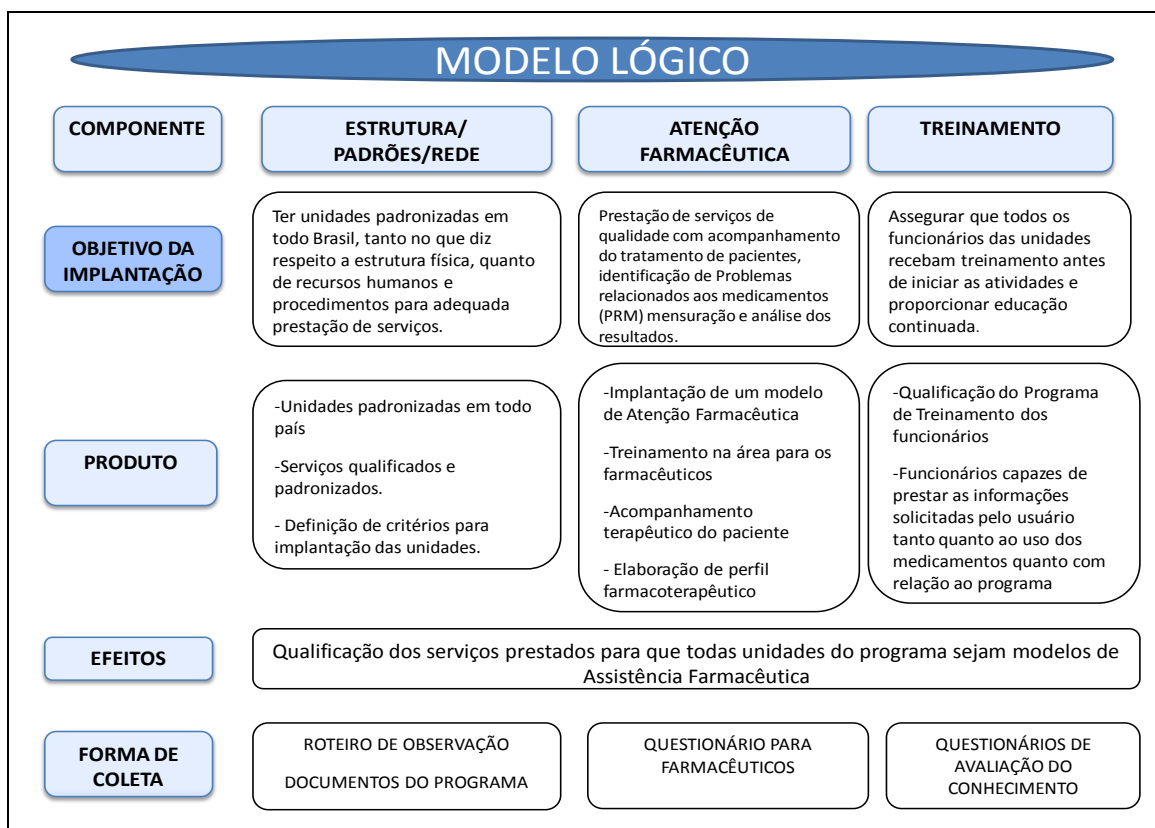 MODELO LÓGICO
COMPONENTE
ESTRUTURA/
PADRÕES/REDE
ATENÇÃO
FARMACÊUTICA
TREINAMENTO
OBJETIVO DA
IMPLANTAÇÃO
Ter unidades padronizadas em
todo Brasil, tanto no que diz
respeito a estrutura física, quanto
de recursos humanos e
procedimentos para adequada
prestação de serviços.
Prestação de serviços de
qualidade com acompanhamento
do tratamento de pacientes,
identificação de Problemas
relacionados aos medicamentos
(PRM) mensuração e análise dos
resultados.
Assegurar que todos os
funcionários das unidades
recebam treinamento antes
de iniciar as atividades e
proporcionar educação
continuada.
PRODUTO
-Unidades padronizadas em todo
país
-Serviços qualificados e
padronizados.
- Definição de critérios para
implantação das unidades.
-Implantação de um modelo
de Atenção Farmacêutica
-Treinamento na área para os
farmacêuticos
-Acompanhamento
terapêutico do paciente
- Elaboração de perfil
farmacoterapêutico
-Qualificação do Programa
de Treinamento dos
funcionários
-Funcionários capazes de
prestar as informações
solicitadas pelo usuário
tanto quanto ao uso dos
medicamentos quanto com
relação ao programa
EFEITOS
Qualificação dos serviços prestados para que todas unidades do programa sejam modelos de
Assistência Farmacêutica
FORMA DE
COLETA
ROTEIRO DE OBSERVAÇÃO
DOCUMENTOS DO PROGRAMA
QUESTIONÁRIO PARA
FARMACÊUTICOS
QUESTIONÁRIOS DE
AVALIAÇÃO DO
CONHECIMENTO